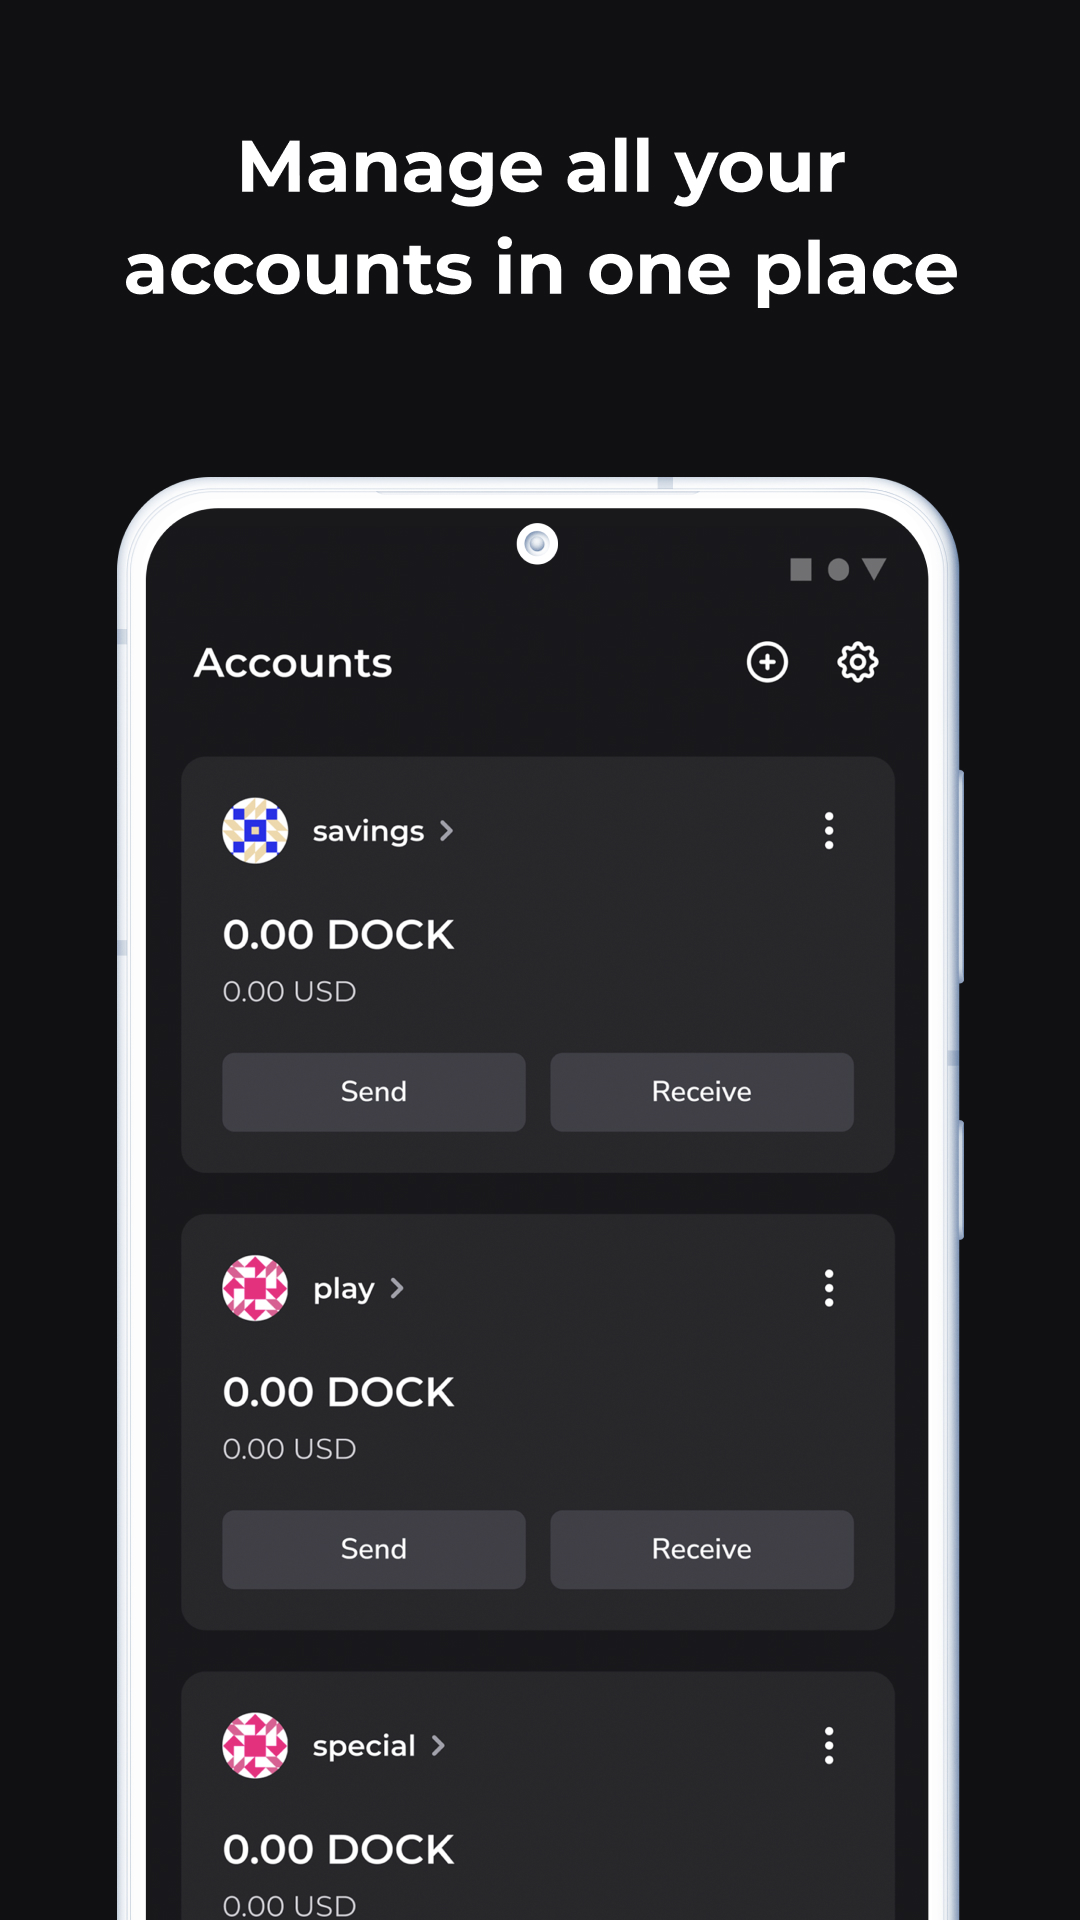 Manage all your
accounts in one place
Accounts
savings
0.00 DOCK
0.00 USD
Send
Receive
play
0.00 DOCK
0.00 USD
Send
Receive
special
0.00 DOCK
0.00 USD